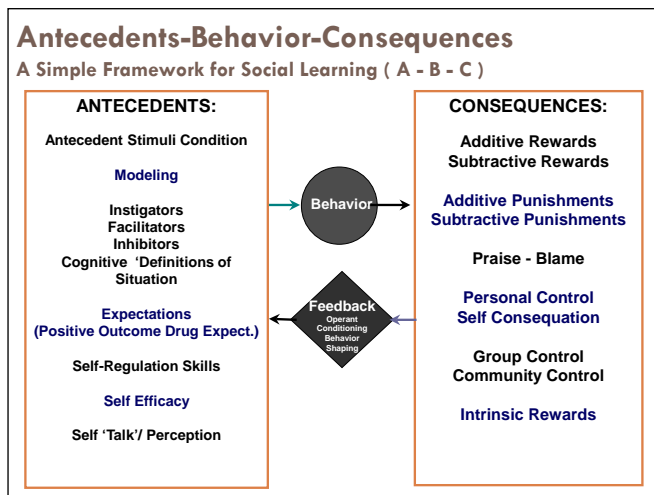 Antecedents-Behavior-Consequences
A Simple Framework for Social Learning ( A - B - C )
ANTECEDENTS:
Antecedent Stimuli Condition
Modeling
Instigators
Facilitators
Inhibitors
Cognitive ‘Definitions of
Situation
Expectations
(Positive Outcome Drug Expect.)
Self-Regulation Skills
Self Efficacy
Self ‘Talk’/ Perception
Behavior
Feedback
Operant
Conditioning
Behavior
Shaping
CONSEQUENCES:
Additive Rewards
Subtractive Rewards
Additive Punishments
Subtractive Punishments
Praise - Blame
Personal Control
Self Consequation
Group Control
Community Control
Intrinsic Rewards